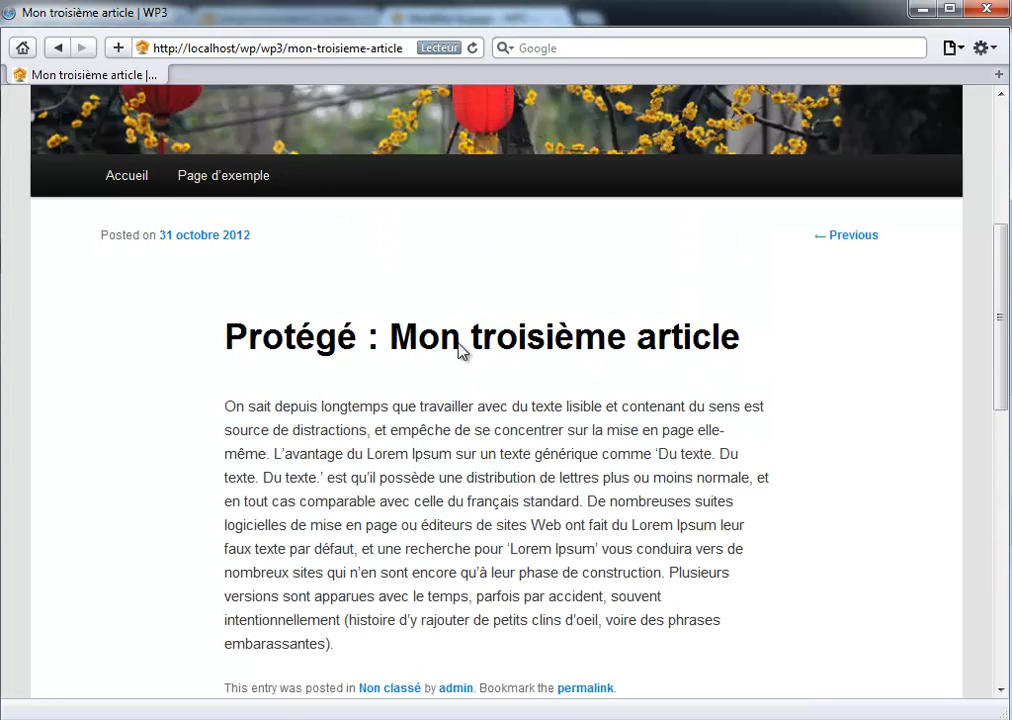 Mon troisième article | WP3
http://localhost/wp/wp3/mon-troisieme-article
Lecteur
Google
Mon troisième article |...
Accueil
Page d’exemple
Posted on 31 octobre 2012
← Previous
Protégé : Mon troisième article
On sait depuis longtemps que travailler avec du texte lisible et contenant du sens est
source de distractions, et empêche de se concentrer sur la mise en page elle-
même. L’avantage du Lorem Ipsum sur un texte générique comme ‘Du texte. Du
texte. Du texte.’ est qu’il possède une distribution de lettres plus ou moins normale, et
en tout cas comparable avec celle du français standard. De nombreuses suites
logicielles de mise en page ou éditeurs de sites Web ont fait du Lorem Ipsum leur
faux texte par défaut, et une recherche pour ‘Lorem Ipsum’ vous conduira vers de
nombreux sites qui n’en sont encore qu’à leur phase de construction. Plusieurs
versions sont apparues avec le temps, parfois par accident, souvent
intentionnellement (histoire d’y rajouter de petits clins d’oeil, voire des phrases
embarassantes).
This entry was posted in Non classé by admin. Bookmark the permalink.